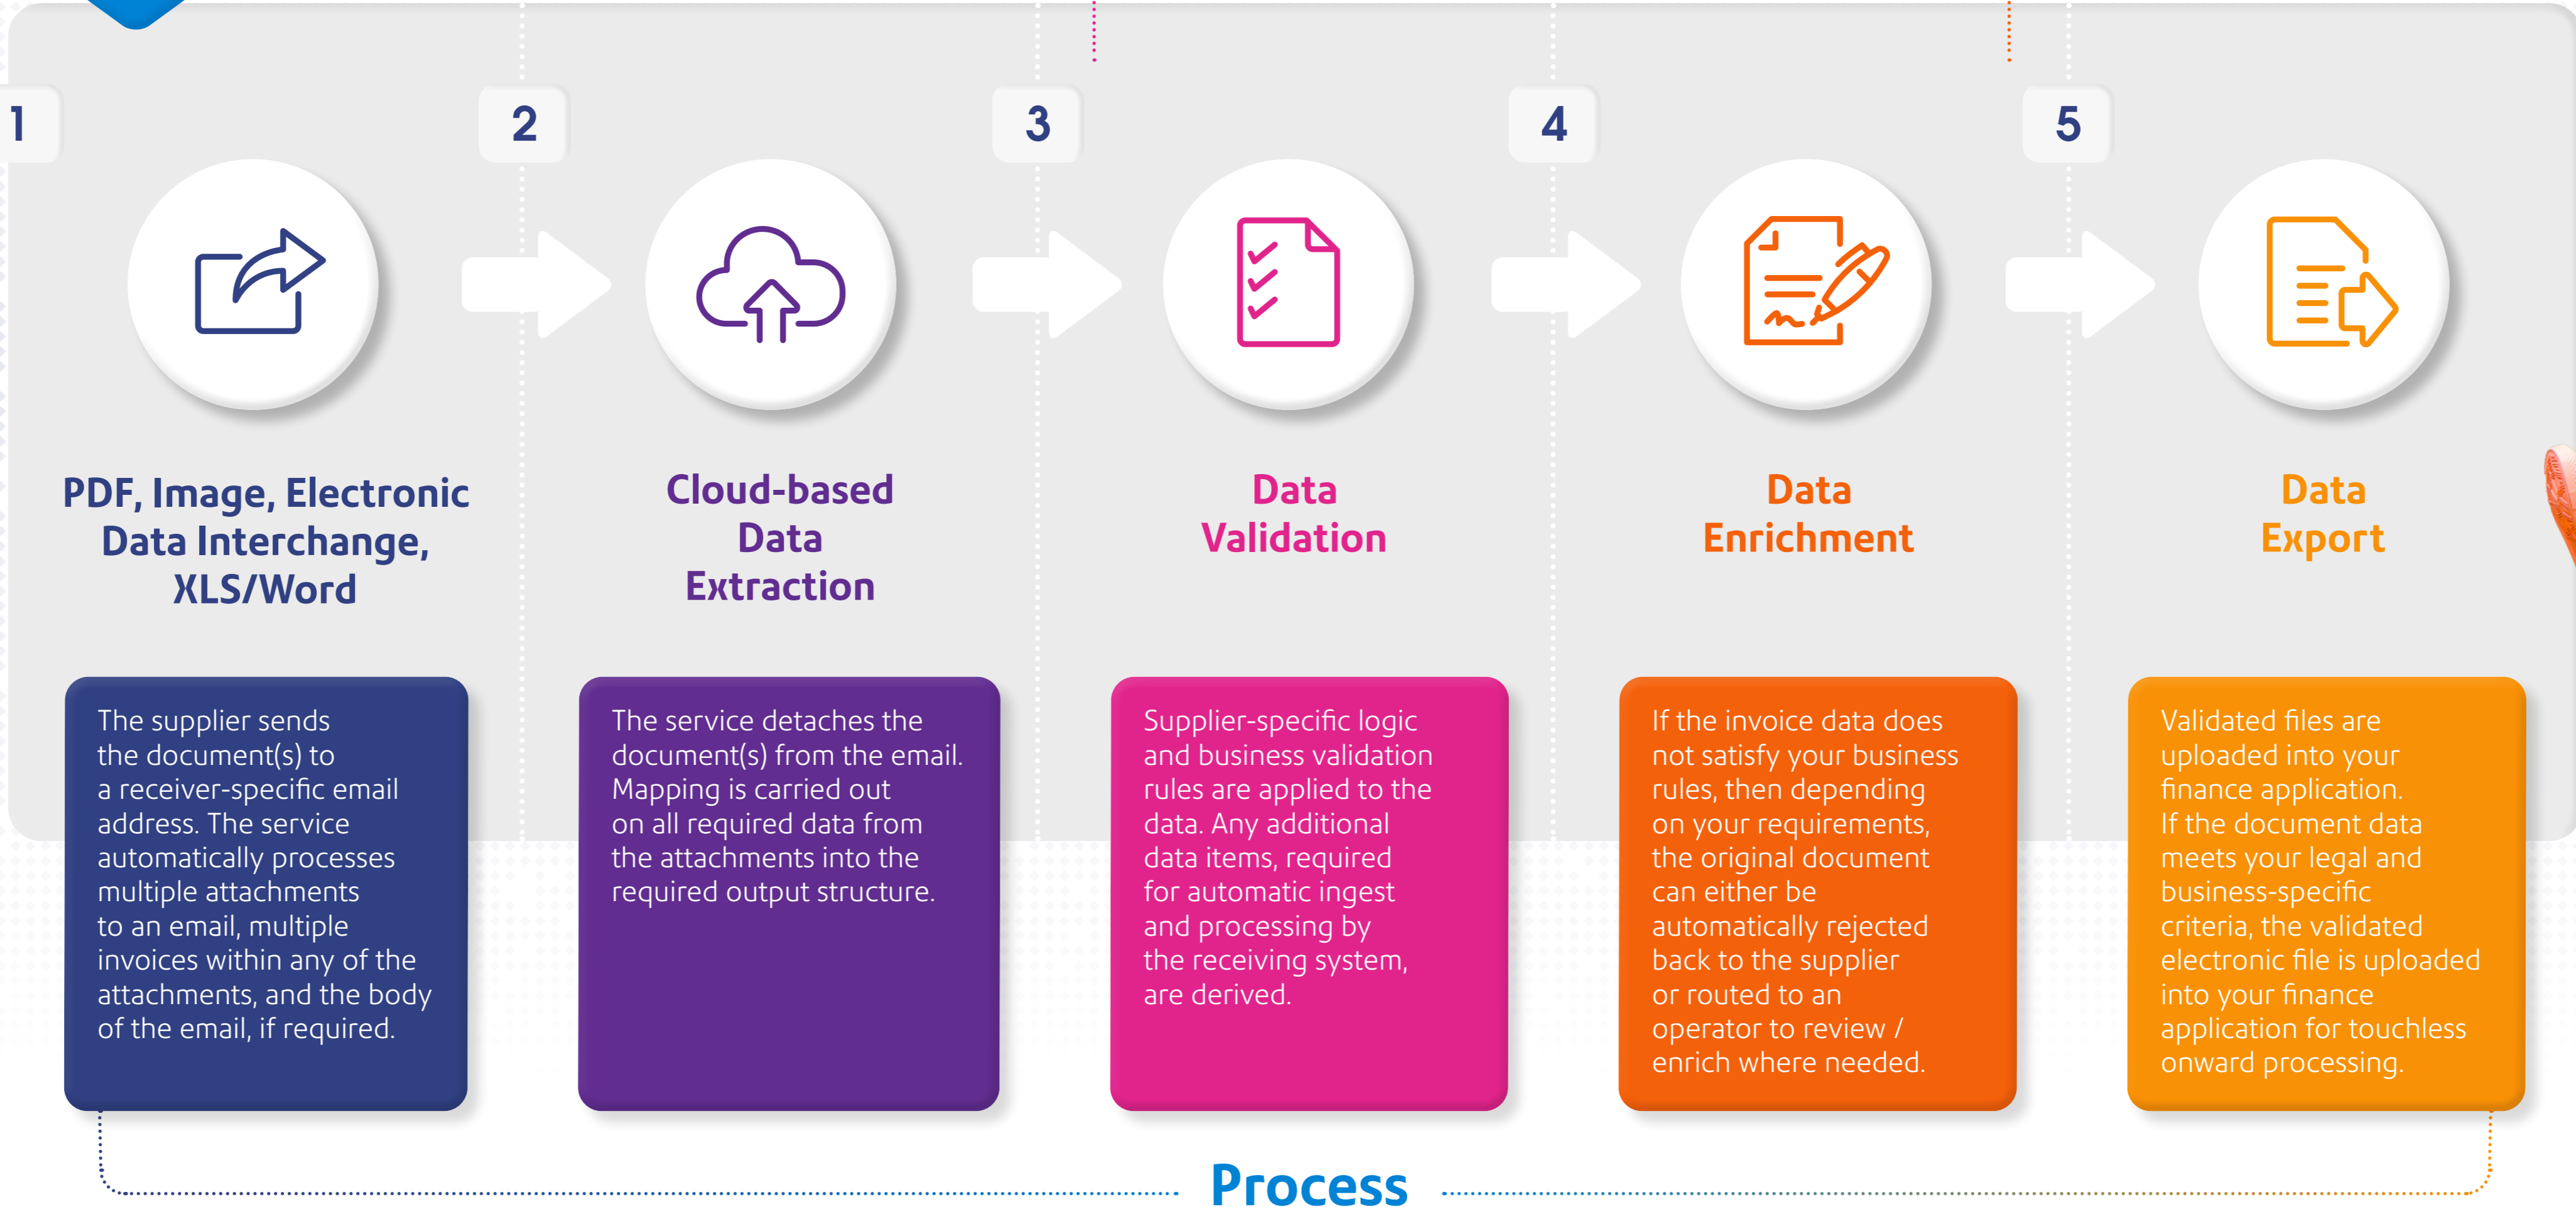 1
2
3
4
5
PDF, Image, Electronic
Data Interchange,
XLS/Word
Cloud-based
Data
Extraction
Data
Validation
Data
Enrichment
Data
Export
The supplier sends
the document(s) to
a receiver-specific email
address. The service
automatically processes
multiple attachments
to an email, multiple
invoices within any of the
attachments, and the body
of the email, if required.
The service detaches the
document(s) from the email.
Mapping is carried out
on all required data from
the attachments into the
required output structure.
Supplier-specific logic
and business validation
rules are applied to the
data. Any additional
data items, required
for automatic ingest
and processing by
the receiving system,
are derived.
If the invoice data does
not satisfy your business
rules, then depending
on your requirements,
the original document
can either be
automatically rejected
back to the supplier
or routed to an
operator to review /
enrich where needed.
Validated files are
uploaded into your
finance application.
If the document data
meets your legal and
business-specific
criteria, the validated
electronic file is uploaded
into your finance
application for touchless
onward processing.
Process